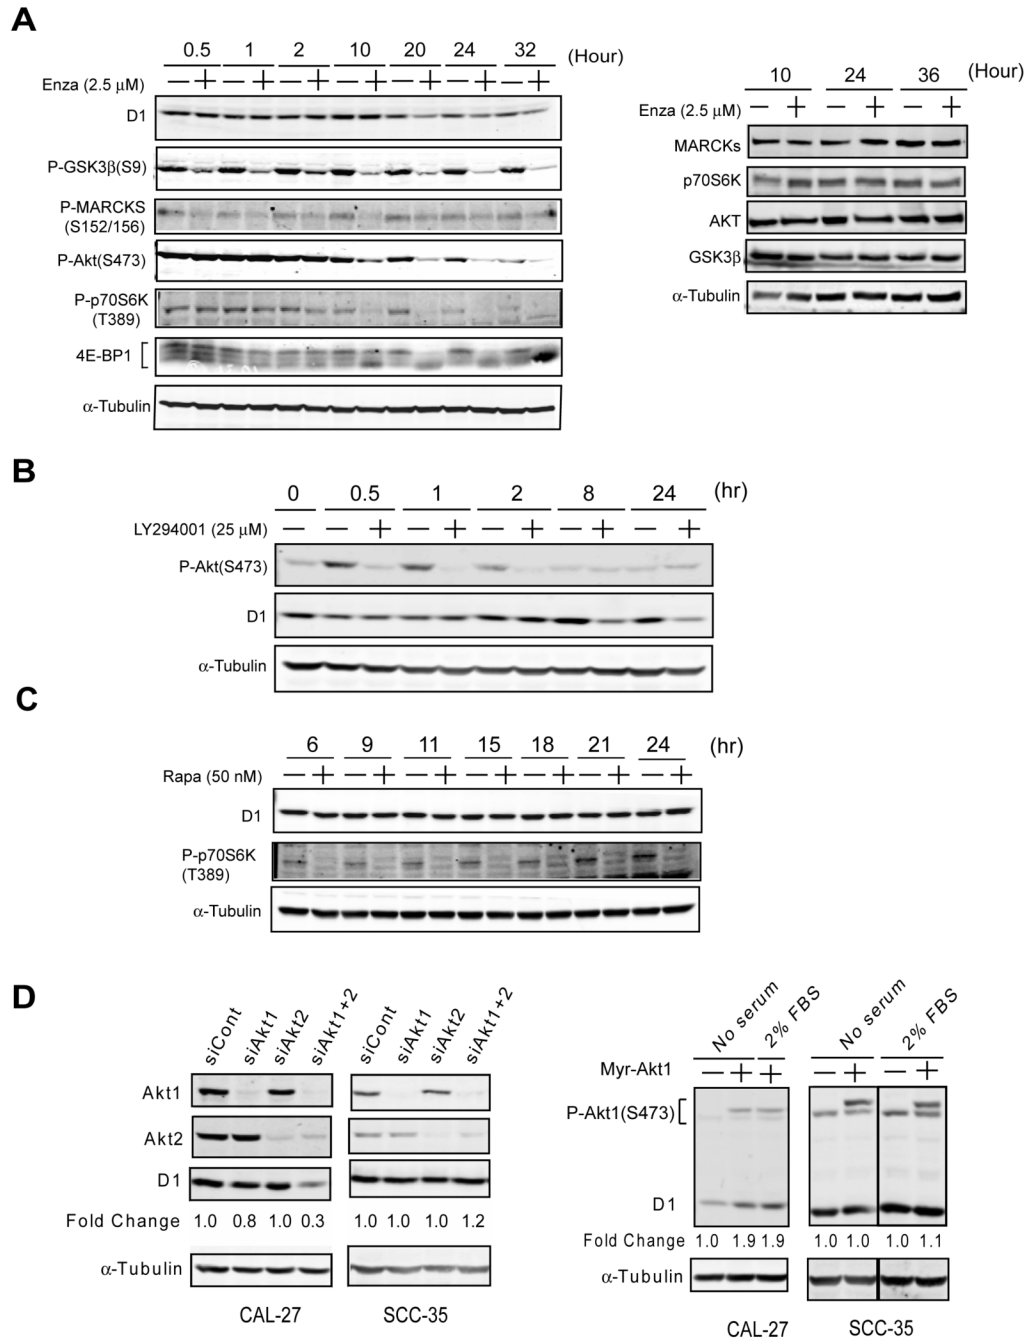 A
0.5 1 2 10 20 24 32 (Hour)
Enza (2.5 μM) — + — + — + — + — + — + — +
D1
P-GSK3β(S9)
P-MARCKS
(S152/156)
P-Akt(S473)
P-p70S6K
(T389)
4E-BP1
α-Tubulin
10 24 36 (Hour)
Enza (2.5 μM) — + — + — +
MARCKs
p70S6K
AKT
GSK3β
α-Tubulin
B
0 0.5 1 2 8 24 (hr)
LY294001 (25 μM) — — + — + — + — + — +
P-Akt(S473)
D1
α-Tubulin
C
6 9 11 15 18 21 24 (hr)
Rapa (50 nM) — + — + — + — + — + — + — +
D1
P-p70S6K
(T389)
α-Tubulin
D
siCont siAkt1 siAkt2 siAkt1+2 siCont siAkt1 siAkt2 siAkt1+2
Akt1
Akt2
D1
Fold Change 1.0 0.8 1.0 0.3 1.0 1.0 1.0 1.2
α-Tubulin
CAL-27 SCC-35
No serum 2% FBS No serum 2% FBS
Myr-Akt1 — + + — + — +
P-Akt1(S473)
D1
Fold Change 1.0 1.9 1.9 1.0 1.0 1.0 1.1
α-Tubulin
CAL-27 SCC-35